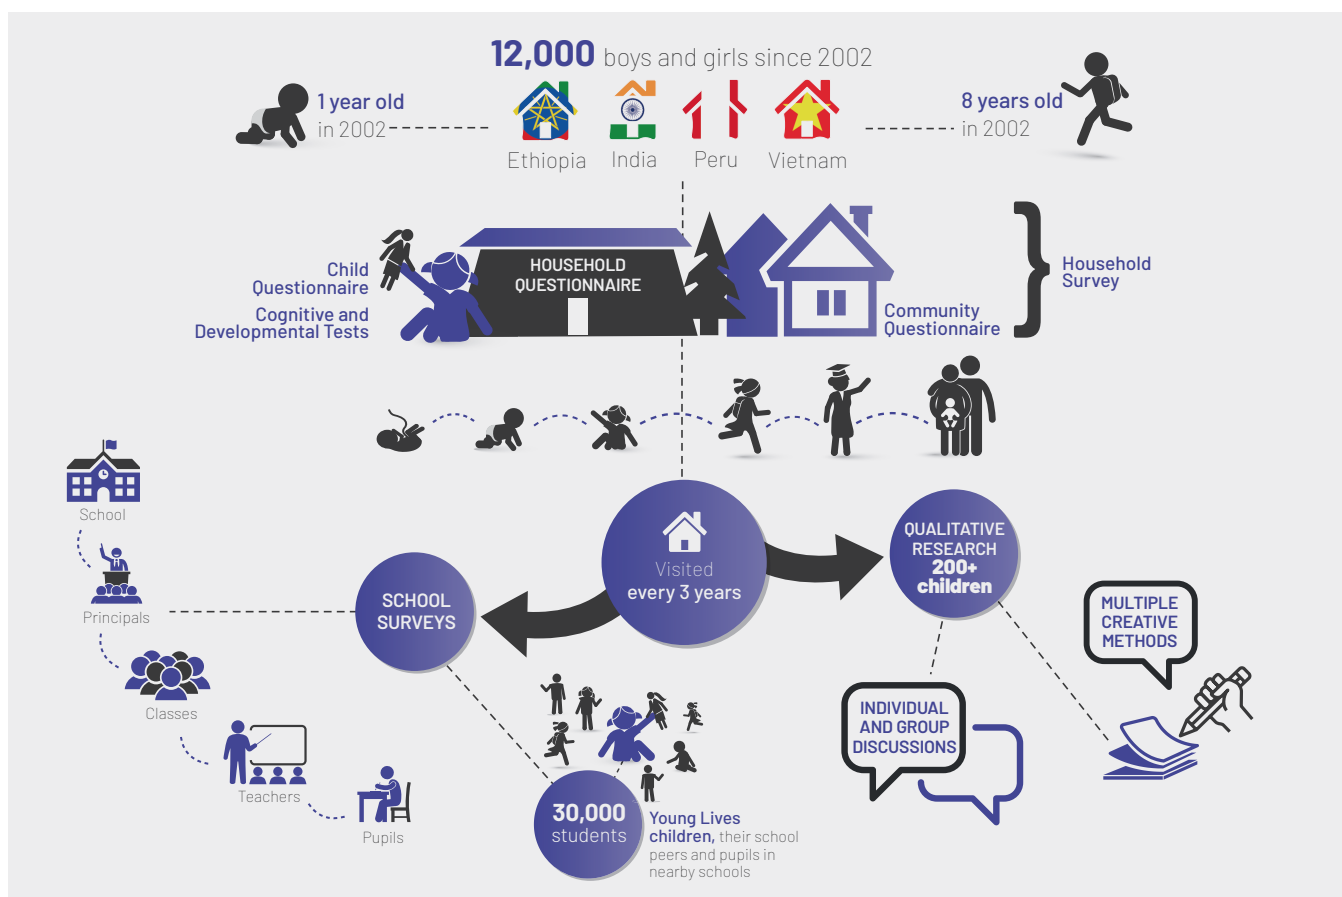 12,000 boys and girls since 2002
1 year old
in 2002
8 years old
in 2002
Ethiopia
India
Peru
Vietnam
Child
Questionnaire
Cognitive and
Developmental Tests
HOUSEHOLD
QUESTIONNAIRE
Community
Questionnaire
Household
Survey
School
Principals
Classes
Teachers
Pupils
SCHOOL
SURVEYS
Visited
every 3 years
QUALITATIVE
RESEARCH
200+
children
MULTIPLE
CREATIVE
METHODS
INDIVIDUAL
AND GROUP
DISCUSSIONS
30,000
students
Young Lives
children, their school
peers and pupils in
nearby schools